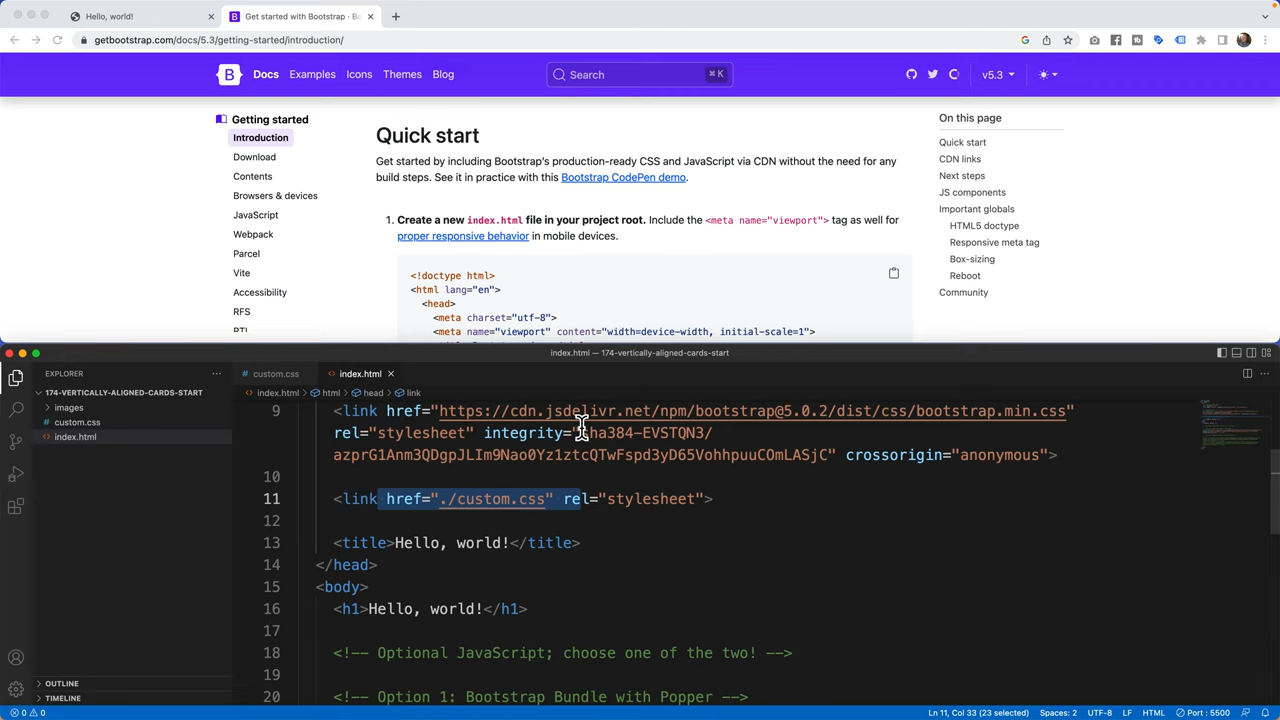 Hello, world!
Get started with Bootstrap · Bo
getbootstrap.com/docs/5.3/getting-started/introduction/
B Docs Examples Icons Themes Blog
Search ⌘ K
v5.3
Getting started
Introduction
Download
Contents
Browsers & devices
JavaScript
Webpack
Parcel
Vite
Accessibility
RFS
RTL
Quick start
Get started by including Bootstrap's production-ready CSS and JavaScript via CDN without the need for any
build steps. See it in practice with this Bootstrap CodePen demo.
1. Create a new index.html file in your project root. Include the <meta name="viewport"> tag as well for
proper responsive behavior in mobile devices.
<!doctype html>
<html lang="en">
<head>
<meta charset="utf-8">
<meta name="viewport" content="width=device-width, initial-scale=1">
On this page
Quick start
CDN links
Next steps
JS components
Important globals
HTML5 doctype
Responsive meta tag
Box-sizing
Reboot
Community
index.html — 174-vertically-aligned-cards-start
EXPLORER
174-VERTICALLY-ALIGNED-CARDS-START
images
custom.css
index.html
OUTLINE
TIMELINE
custom.css
index.html
index.html > html > head > link
9 <link href="https://cdn.jsdelivr.net/npm/bootstrap@5.0.2/dist/css/bootstrap.min.css"
rel="stylesheet" integrity="sha384-EVSTQN3/
azprG1Anm3QDgpJLIm9Nao0Yz1ztcQTwFspd3yD65VohhpuuCOmLASjC" crossorigin="anonymous">
10
11 <link href="./custom.css" rel="stylesheet">
12
13 <title>Hello, world!</title>
14 </head>
15 <body>
16 <h1>Hello, world!</h1>
17
18 <!-- Optional JavaScript; choose one of the two! -->
19
20 <!-- Option 1: Bootstrap Bundle with Popper -->
0 0
Ln 11, Col 33 (23 selected) Spaces: 2 UTF-8 LF HTML Port : 5500